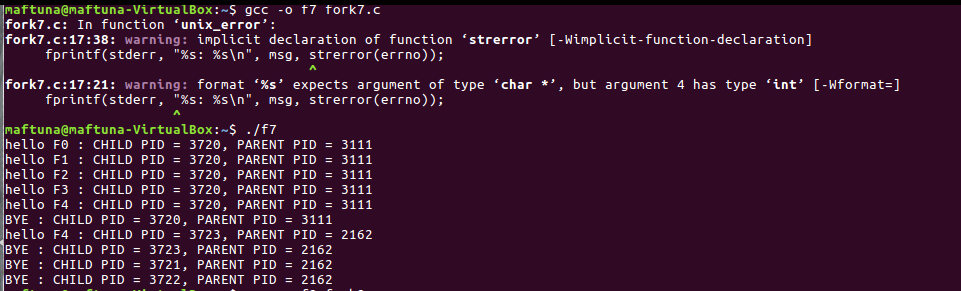 maftuna@maftuna-VirtualBox:~$ gcc -o f7 fork7.c
fork7.c: In function ‘unix_error’:
fork7.c:17:38: warning: implicit declaration of function ‘strerror’ [-Wimplicit-function-declaration]
fprintf(stderr, "%s: %s\n", msg, strerror(errno));
^
fork7.c:17:21: warning: format ‘%s’ expects argument of type ‘char *’, but argument 4 has type ‘int’ [-Wformat=]
fprintf(stderr, "%s: %s\n", msg, strerror(errno));
^
maftuna@maftuna-VirtualBox:~$ ./f7
hello F0 : CHILD PID = 3720, PARENT PID = 3111
hello F1 : CHILD PID = 3720, PARENT PID = 3111
hello F2 : CHILD PID = 3720, PARENT PID = 3111
hello F3 : CHILD PID = 3720, PARENT PID = 3111
hello F4 : CHILD PID = 3720, PARENT PID = 3111
BYE : CHILD PID = 3720, PARENT PID = 3111
hello F4 : CHILD PID = 3723, PARENT PID = 2162
BYE : CHILD PID = 3723, PARENT PID = 2162
BYE : CHILD PID = 3721, PARENT PID = 2162
BYE : CHILD PID = 3722, PARENT PID = 2162